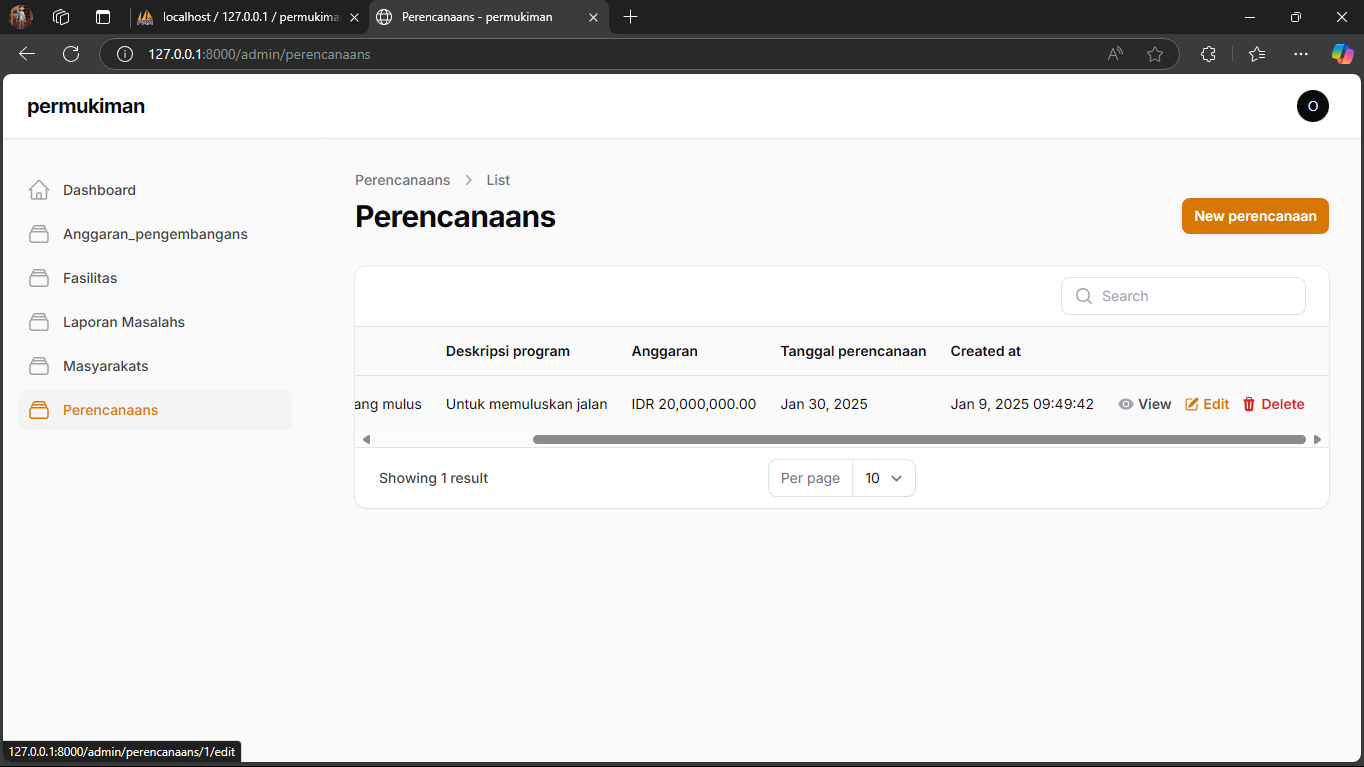 localhost / 127.0.0.1 / permukima
Perencanaans - permukiman
127.0.0.1:8000/admin/perencanaans
permukiman
O
Dashboard
Anggaran_pengembangans
Fasilitas
Laporan Masalahs
Masyarakats
Perencanaans
Perencanaans > List
Perencanaans
New perencanaan
Search
Deskripsi program Anggaran Tanggal perencanaan Created at
ang mulus Untuk memuluskan jalan IDR 20,000,000.00 Jan 30, 2025 Jan 9, 2025 09:49:42 View Edit Delete
Showing 1 result Per page 10
127.0.0.1:8000/admin/perencanaans/1/edit